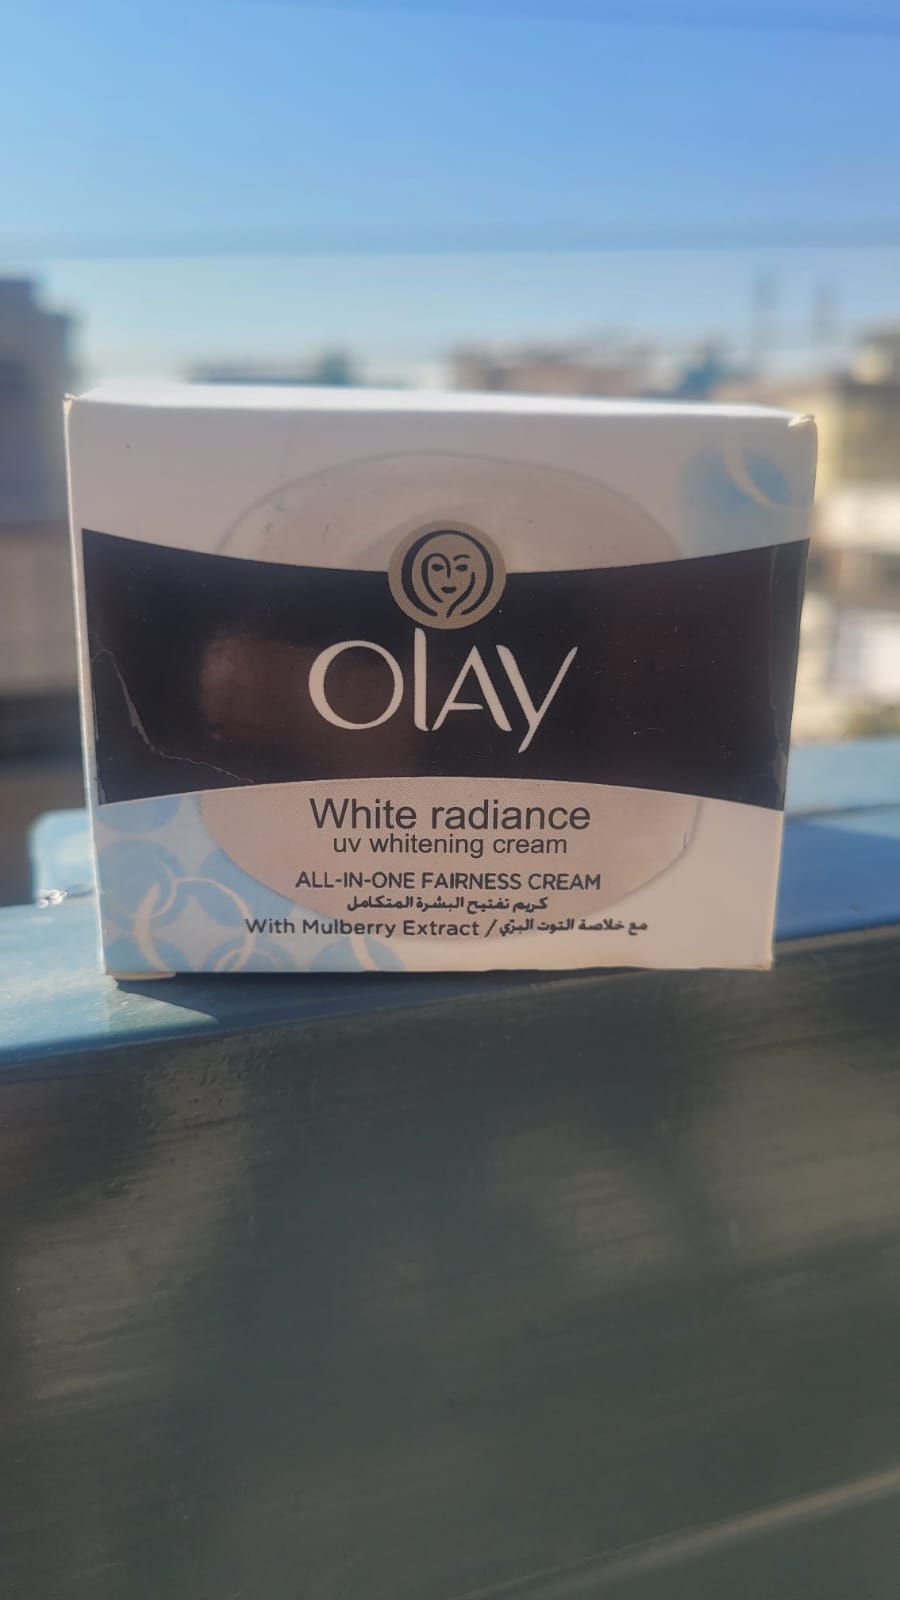 OLAY
White radiance
uv whitening cream
ALL-IN-ONE FAIRNESS CREAM
كريم تفتيح البشرة المتكامل
With Mulberry Extract / مع خلاصة التوت البرّي